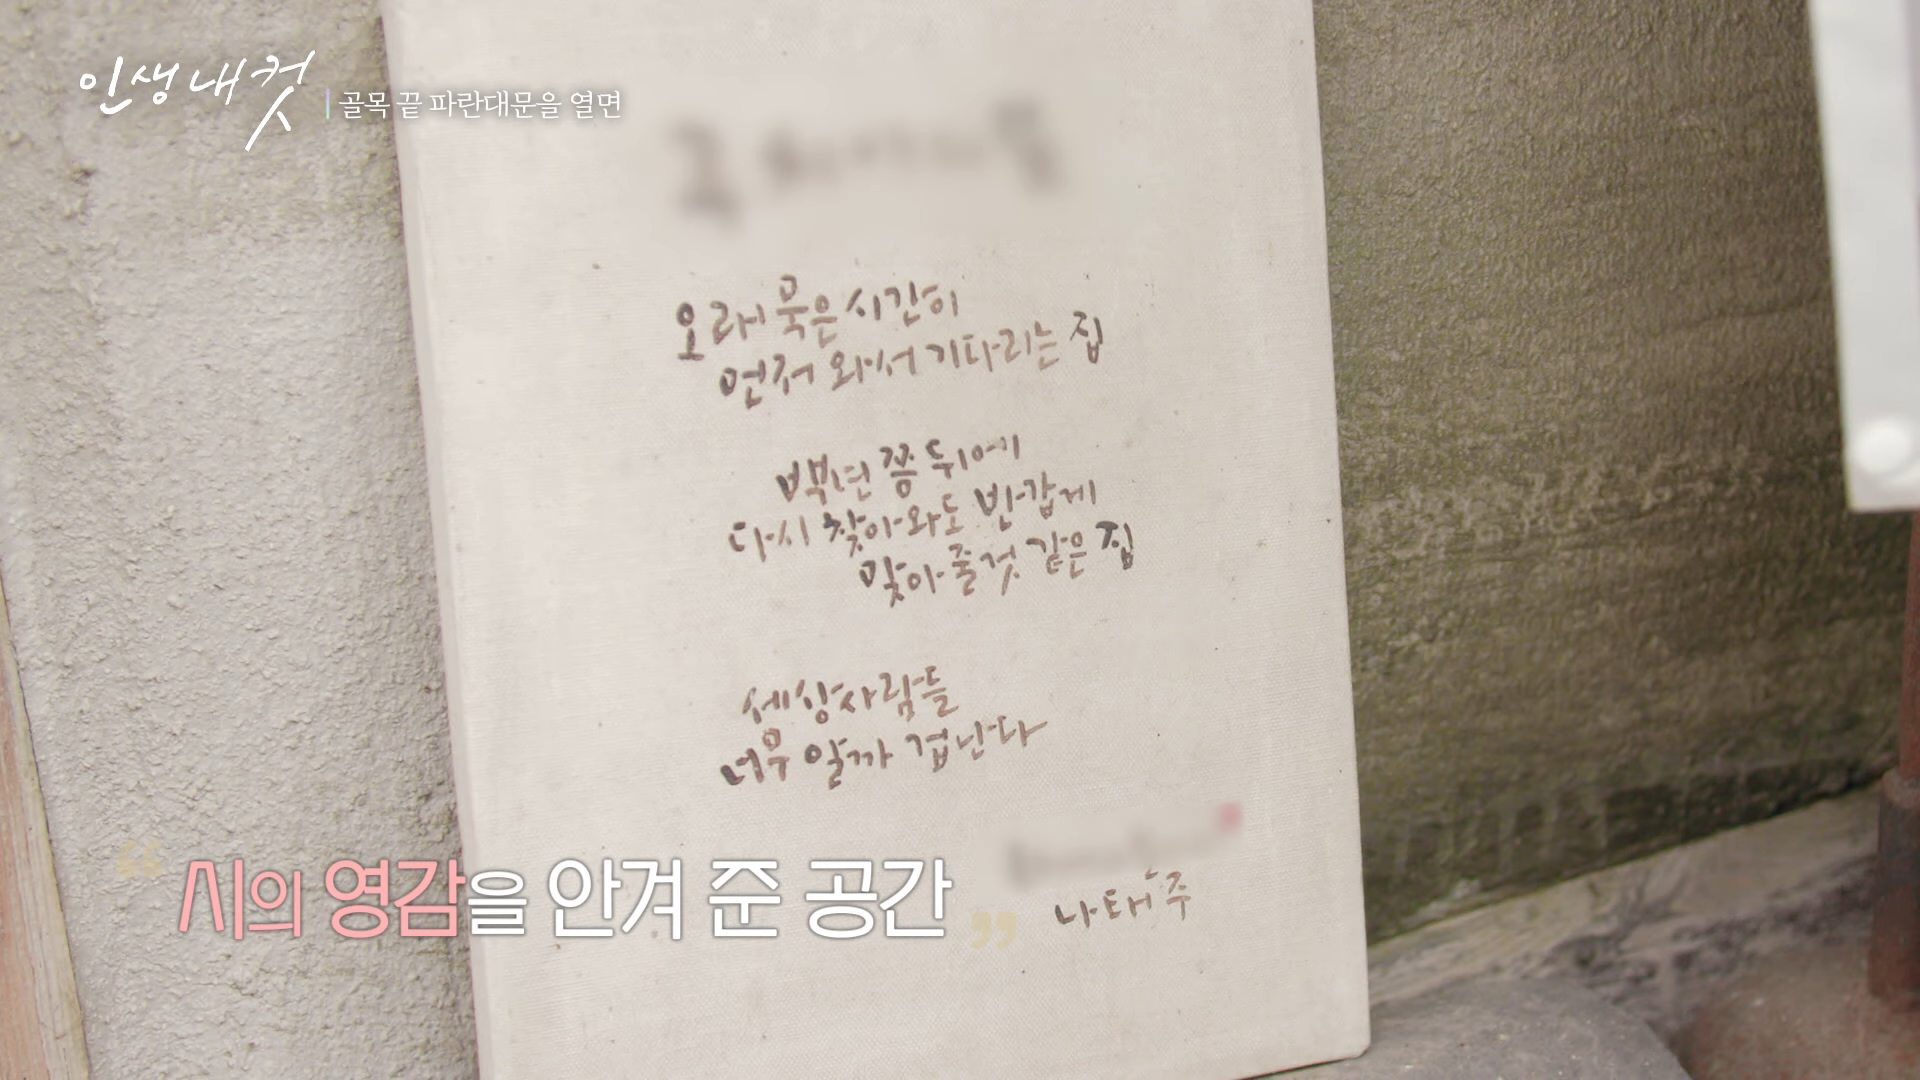 인생 내 컷
골목 끝 파란대문을 열면
오래 묵은 시간이
먼저 와서 기다리는 집
백년 쯤 뒤에
다시 찾아와도 반갑게
맞아 줄것 같은 집
세상사람들
너무 알까 겁난다
나태주
“시의 영감을 안겨 준 공간”